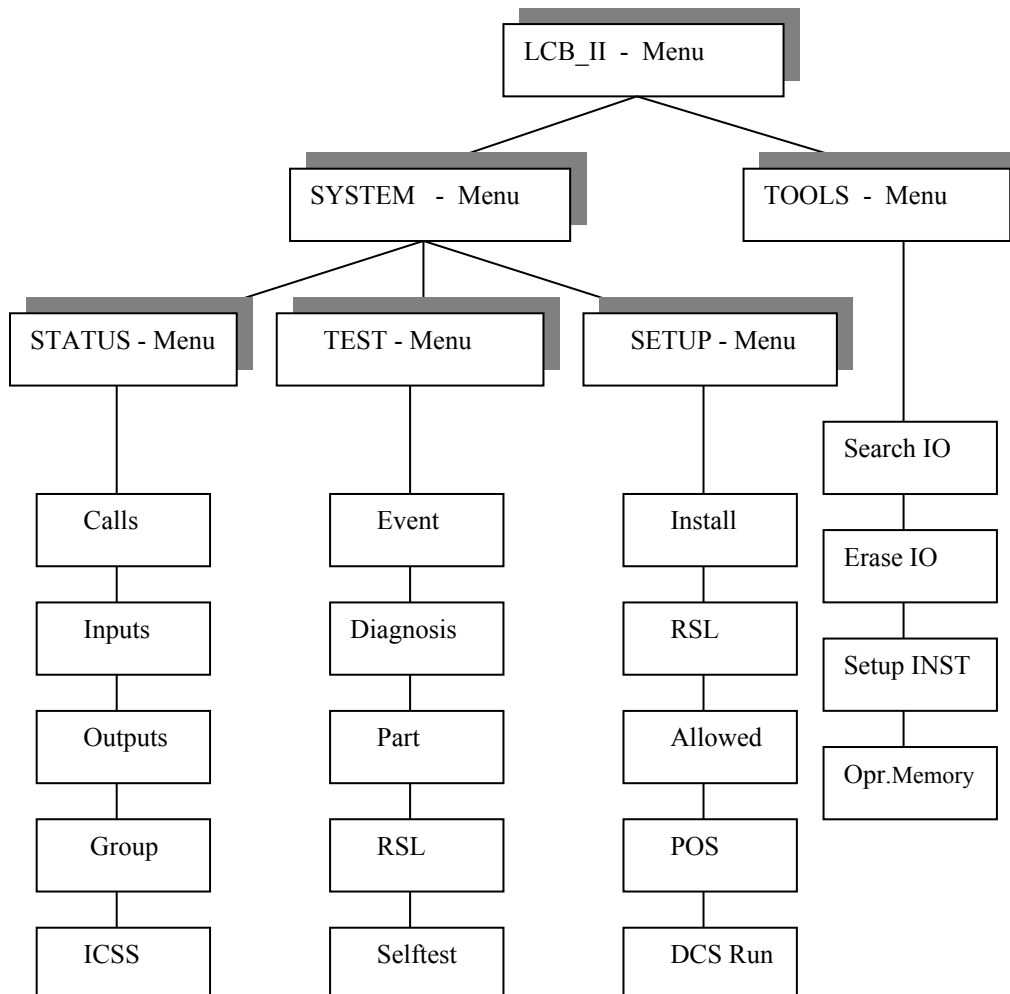 LCB_II - Menu
SYSTEM - Menu
TOOLS - Menu
STATUS - Menu
TEST - Menu
SETUP - Menu
Calls
Inputs
Outputs
Group
ICSS
Event
Diagnosis
Part
RSL
Selftest
Install
RSL
Allowed
POS
DCS Run
Search IO
Erase IO
Setup INST
Opr.Memory